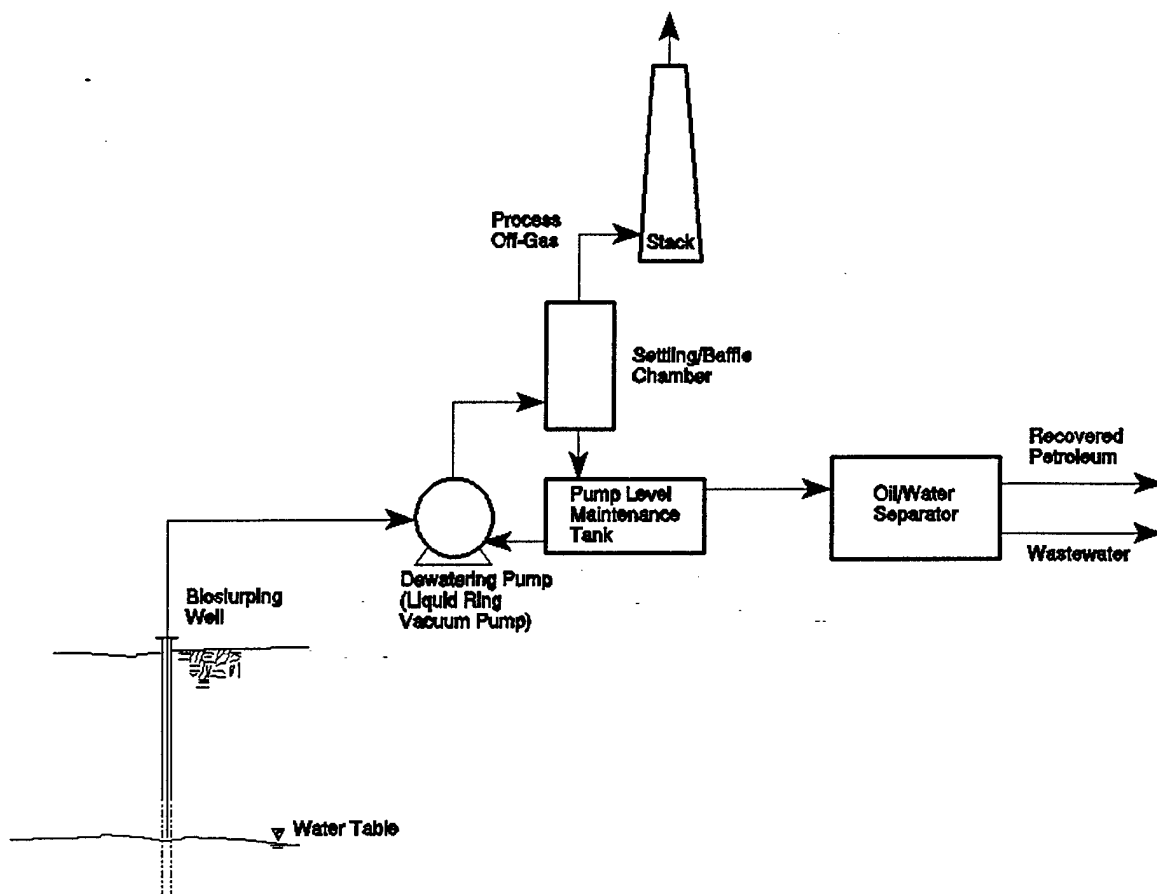 Process
Off-Gas
Stack
Settling/Baffle
Chamber
Recovered
Petroleum
Pump Level
Maintenance
Tank
Oil/Water
Separator
Wastewater
Dewatering Pump
(Liquid Ring
Vacuum Pump)
Bioslurping
Well
Water Table